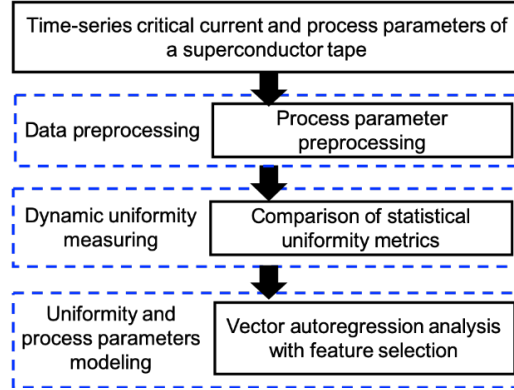 Time-series critical current and process parameters of
a superconductor tape
Data preprocessing
Process parameter
preprocessing
Dynamic uniformity
measuring
Comparison of statistical
uniformity metrics
Uniformity and
process parameters
modeling
Vector autoregression analysis
with feature selection